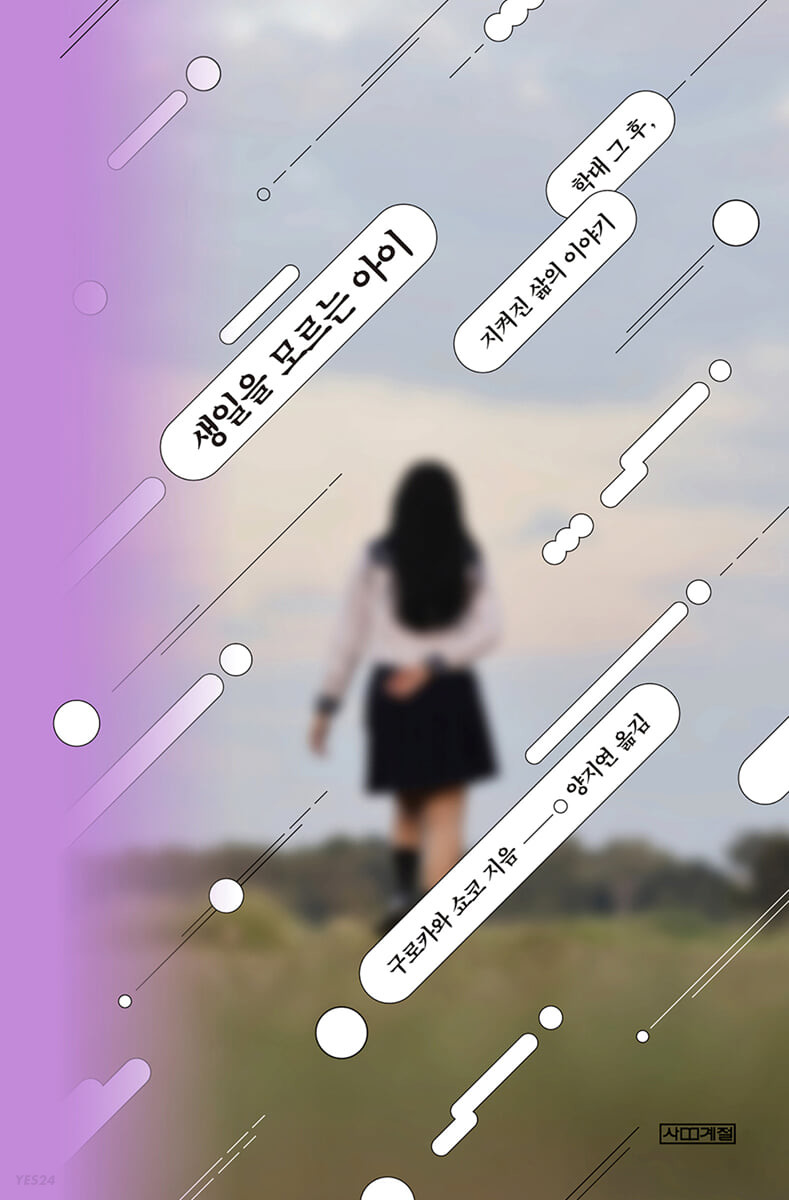 학대 그 후,
지켜진 삶의 이야기
생일을 모르는 아이
구로카와 쇼코 지음
양지연 옮김
사계절
YES24